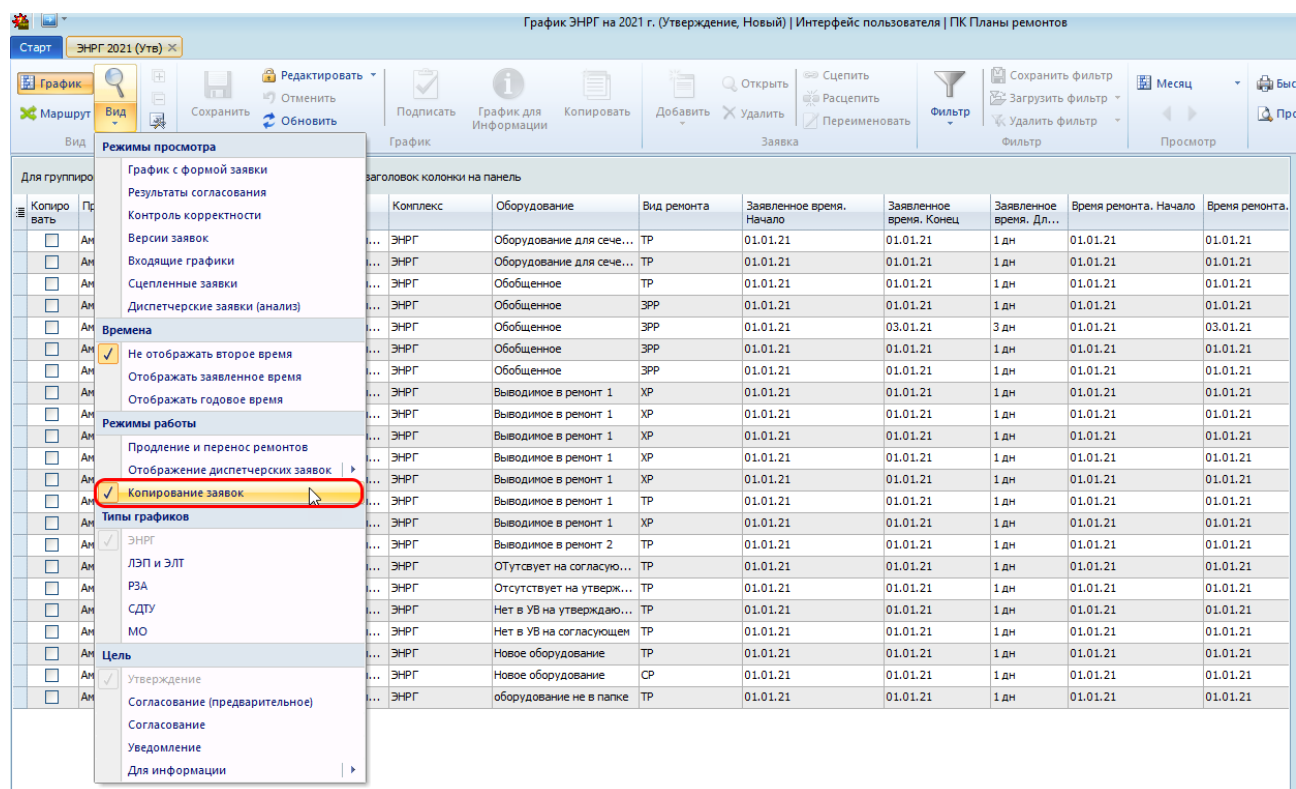 График ЭНРГ на 2021 г. (Утверждение, Новый) | Интерфейс пользователя | ПК Планы ремонтов
Старт ЭНРГ 2021 (Утв)
График
Маршрут
Вид
Вид
Сохранить
Редактировать
Отменить
Обновить
Подписать
График для
Информации
Копировать
График
Добавить
Открыть
Удалить
Сцепить
Расцепить
Переименовать
Заявка
Фильтр
Сохранить фильтр
Загрузить фильтр
Удалить фильтр
Фильтр
Месяц
Просмотр
Режимы просмотра
График с формой заявки
Результаты согласования
Контроль корректности
Версии заявок
Входящие графики
Сцепленные заявки
Диспетчерские заявки (анализ)
Времена
Не отображать второе время
Отображать заявленное время
Отображать годовое время
Режимы работы
Продление и перенос ремонтов
Отображение диспетчерских заявок
Копирование заявок
Типы графиков
ЭНРГ
ЛЭП и ЭЛТ
РЗА
СДТУ
МО
Цель
Утверждение
Согласование (предварительное)
Согласование
Уведомление
Для информации
Для группиро заголовок колонки на панель
Копиро
вать
Комплекс Оборудование Вид ремонта Заявленное время.
Начало
Заявленное
время. Конец
Заявленное
время. Дл...
Время ремонта. Начало Время ремонта.
ЭНРГ Оборудование для сече... ТР 01.01.21 01.01.21 1 дн 01.01.21 01.01.21
ЭНРГ Оборудование для сече... ТР 01.01.21 01.01.21 1 дн 01.01.21 01.01.21
ЭНРГ Обобщенное ТР 01.01.21 01.01.21 1 дн 01.01.21 01.01.21
ЭНРГ Обобщенное ЗРР 01.01.21 01.01.21 1 дн 01.01.21 01.01.21
ЭНРГ Обобщенное ЗРР 01.01.21 03.01.21 3 дн 01.01.21 03.01.21
ЭНРГ Обобщенное ЗРР 01.01.21 01.01.21 1 дн 01.01.21 01.01.21
ЭНРГ Обобщенное ЗРР 01.01.21 01.01.21 1 дн 01.01.21 01.01.21
ЭНРГ Выводимое в ремонт 1 ХР 01.01.21 01.01.21 1 дн 01.01.21 01.01.21
ЭНРГ Выводимое в ремонт 1 ХР 01.01.21 01.01.21 1 дн 01.01.21 01.01.21
ЭНРГ Выводимое в ремонт 1 ХР 01.01.21 01.01.21 1 дн 01.01.21 01.01.21
ЭНРГ Выводимое в ремонт 1 ХР 01.01.21 01.01.21 1 дн 01.01.21 01.01.21
ЭНРГ Выводимое в ремонт 1 ХР 01.01.21 01.01.21 1 дн 01.01.21 01.01.21
ЭНРГ Выводимое в ремонт 1 ТР 01.01.21 01.01.21 1 дн 01.01.21 01.01.21
ЭНРГ Выводимое в ремонт 1 ХР 01.01.21 01.01.21 1 дн 01.01.21 01.01.21
ЭНРГ Выводимое в ремонт 2 ТР 01.01.21 01.01.21 1 дн 01.01.21 01.01.21
ЭНРГ ОТутсвует на согласую... ТР 01.01.21 01.01.21 1 дн 01.01.21 01.01.21
ЭНРГ Отсутствует на утверж... ТР 01.01.21 01.01.21 1 дн 01.01.21 01.01.21
ЭНРГ Нет в УВ на утверждаю... ТР 01.01.21 01.01.21 1 дн 01.01.21 01.01.21
ЭНРГ Нет в УВ на согласующем ТР 01.01.21 01.01.21 1 дн 01.01.21 01.01.21
ЭНРГ Новое оборудование ТР 01.01.21 01.01.21 1 дн 01.01.21 01.01.21
ЭНРГ Новое оборудование СР 01.01.21 01.01.21 1 дн 01.01.21 01.01.21
ЭНРГ оборудование не в папке ТР 01.01.21 01.01.21 1 дн 01.01.21 01.01.21